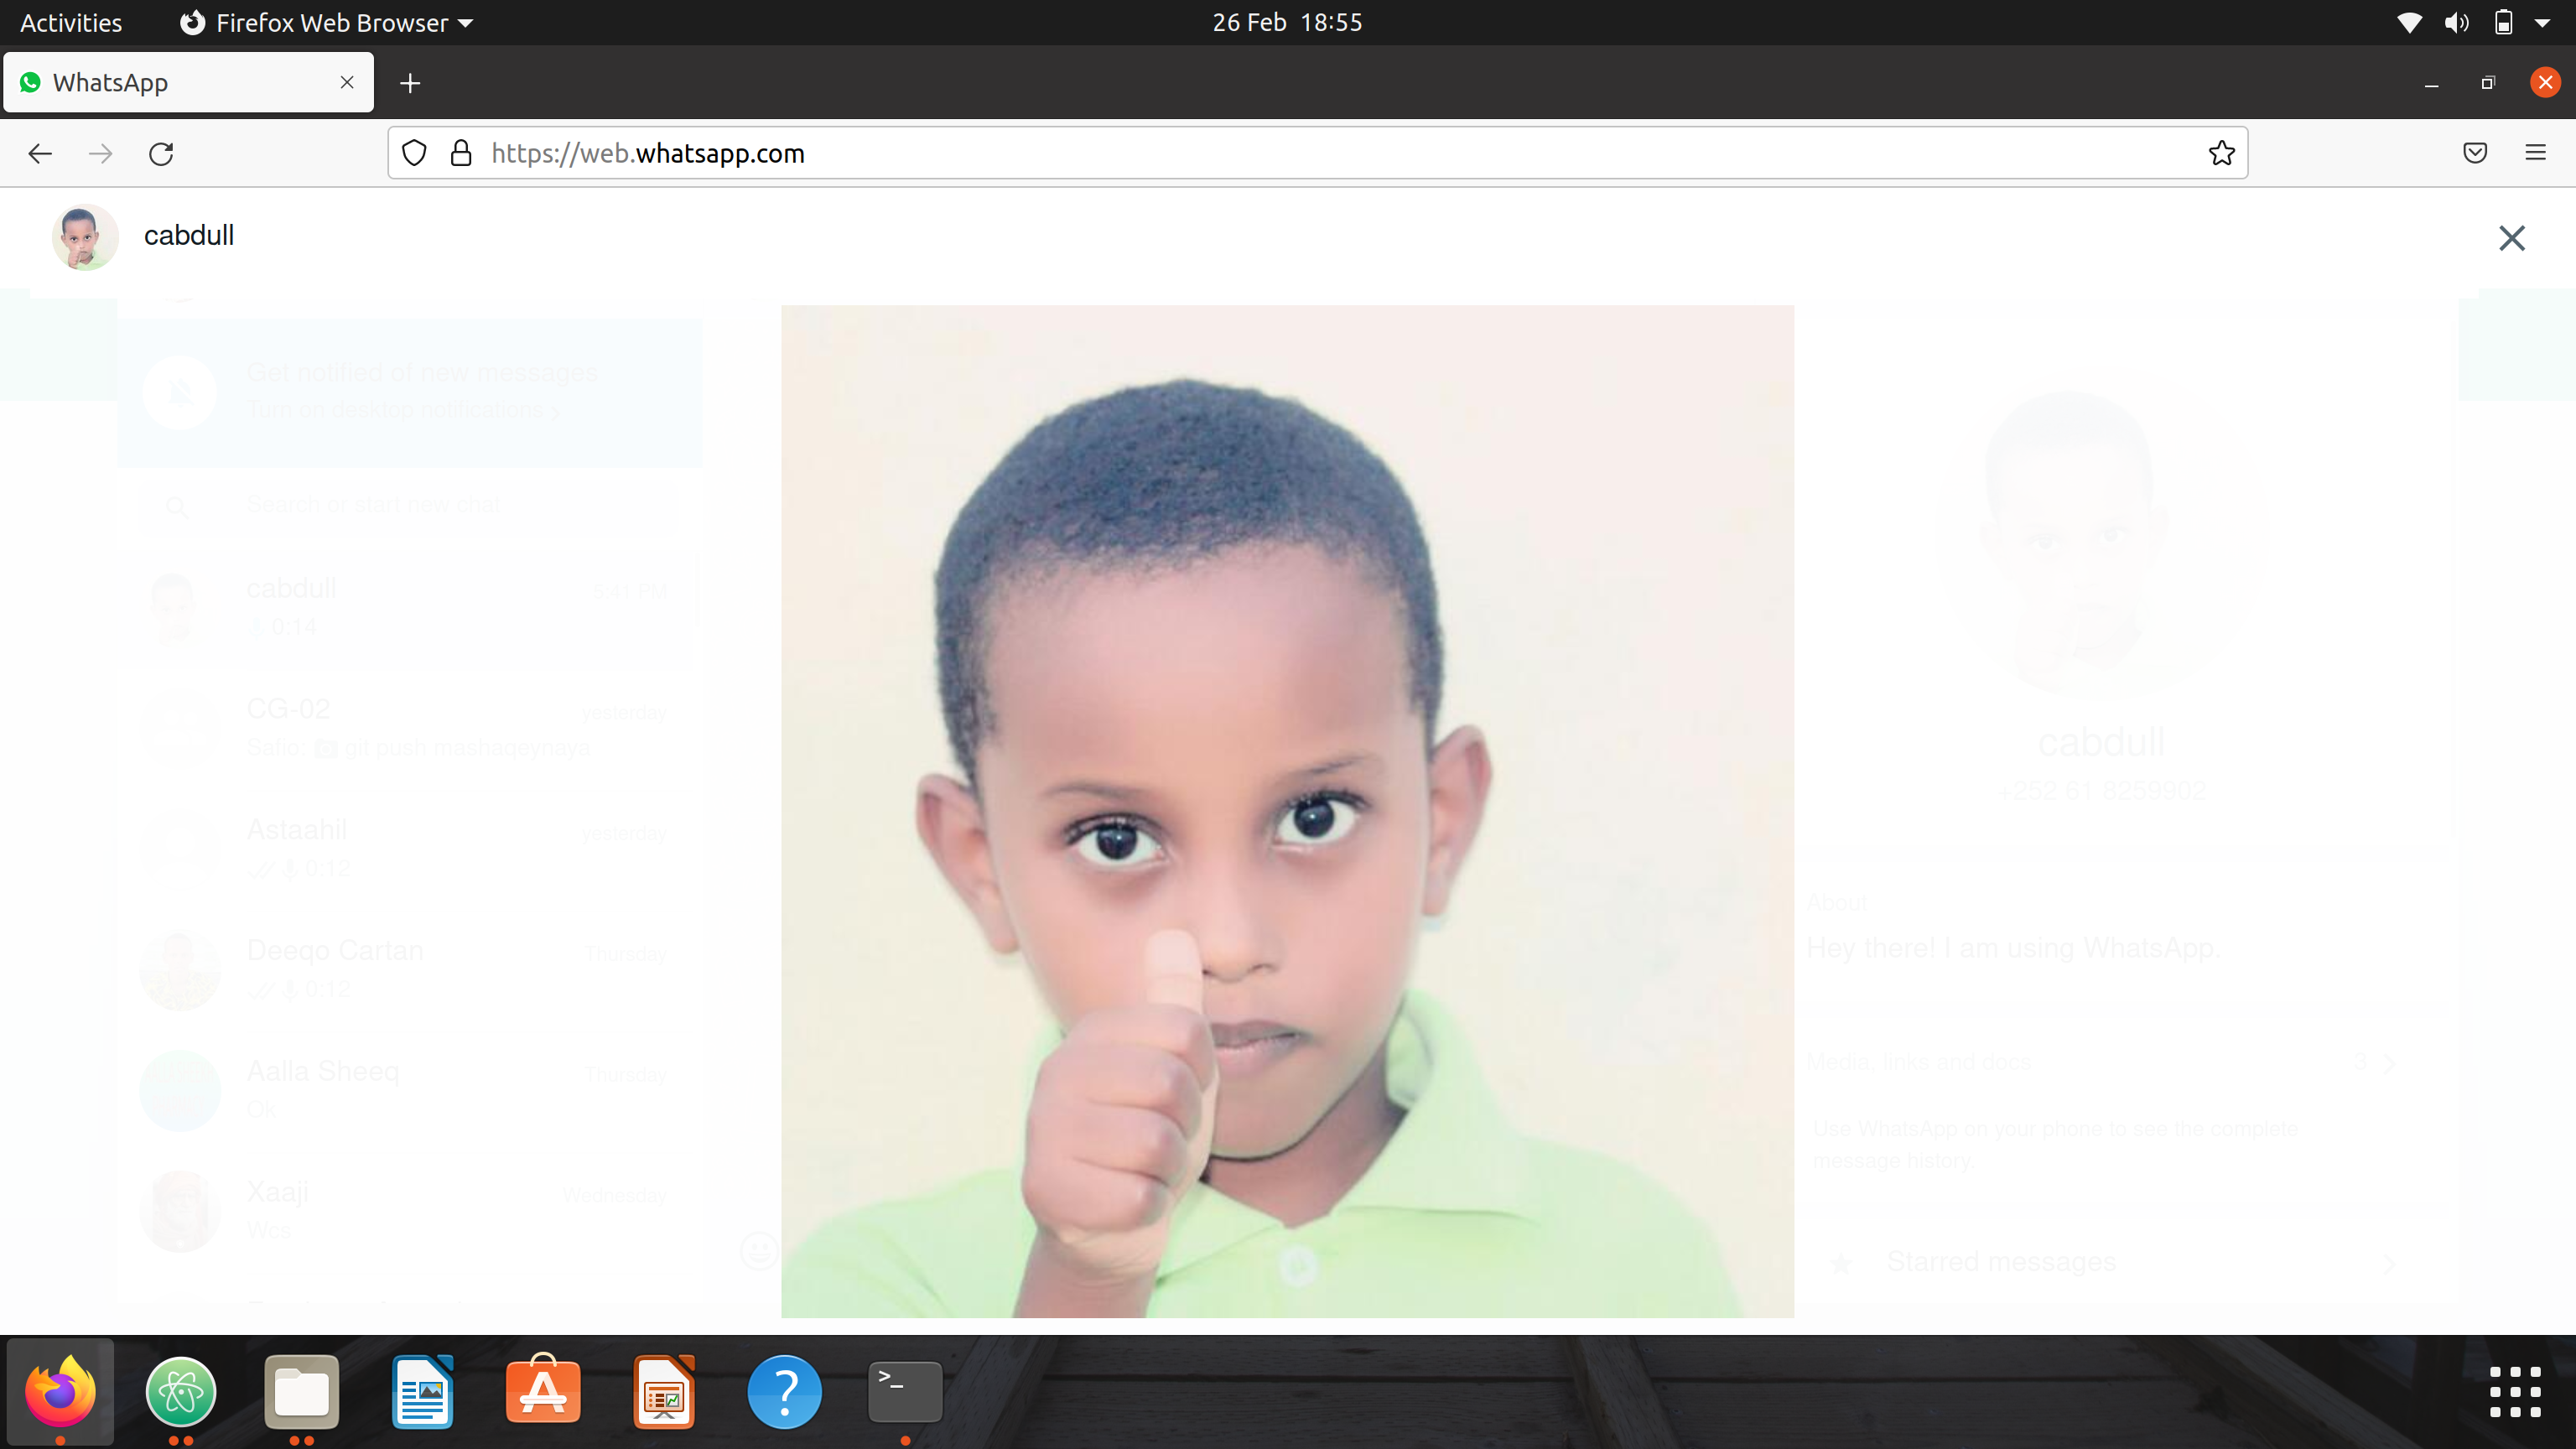 Activities
Firefox Web Browser
26 Feb 18:55
WhatsApp
https://web.whatsapp.com
cabdull
Get notified of new messages
Turn on desktop notifications
Search or start new chat
cabdull
5:41 PM
0:14
CG-02
yesterday
Safio:
git push mashaqeynaya
Astaahil
yesterday
0:12
Deeqo Cartan
Thursday
0:12
Aalla Sheeq
Thursday
Ok
Xaaji
Wednesday
Wcs
cabdull
+252 61 8259902
About
Hey there! I am using WhatsApp.
Media, links and docs
3
Use WhatsApp on your phone to see the complete
message history.
Starred messages